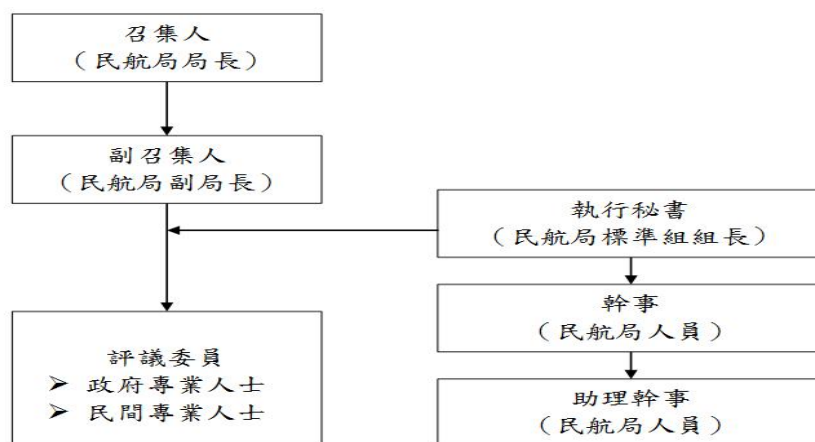 召集人
（民航局局長）
副召集人
（民航局副局長）
執行秘書
（民航局標準組組長）
幹事
（民航局人員）
評議委員
➢ 政府專業人士
➢ 民間專業人士
助理幹事
（民航局人員）